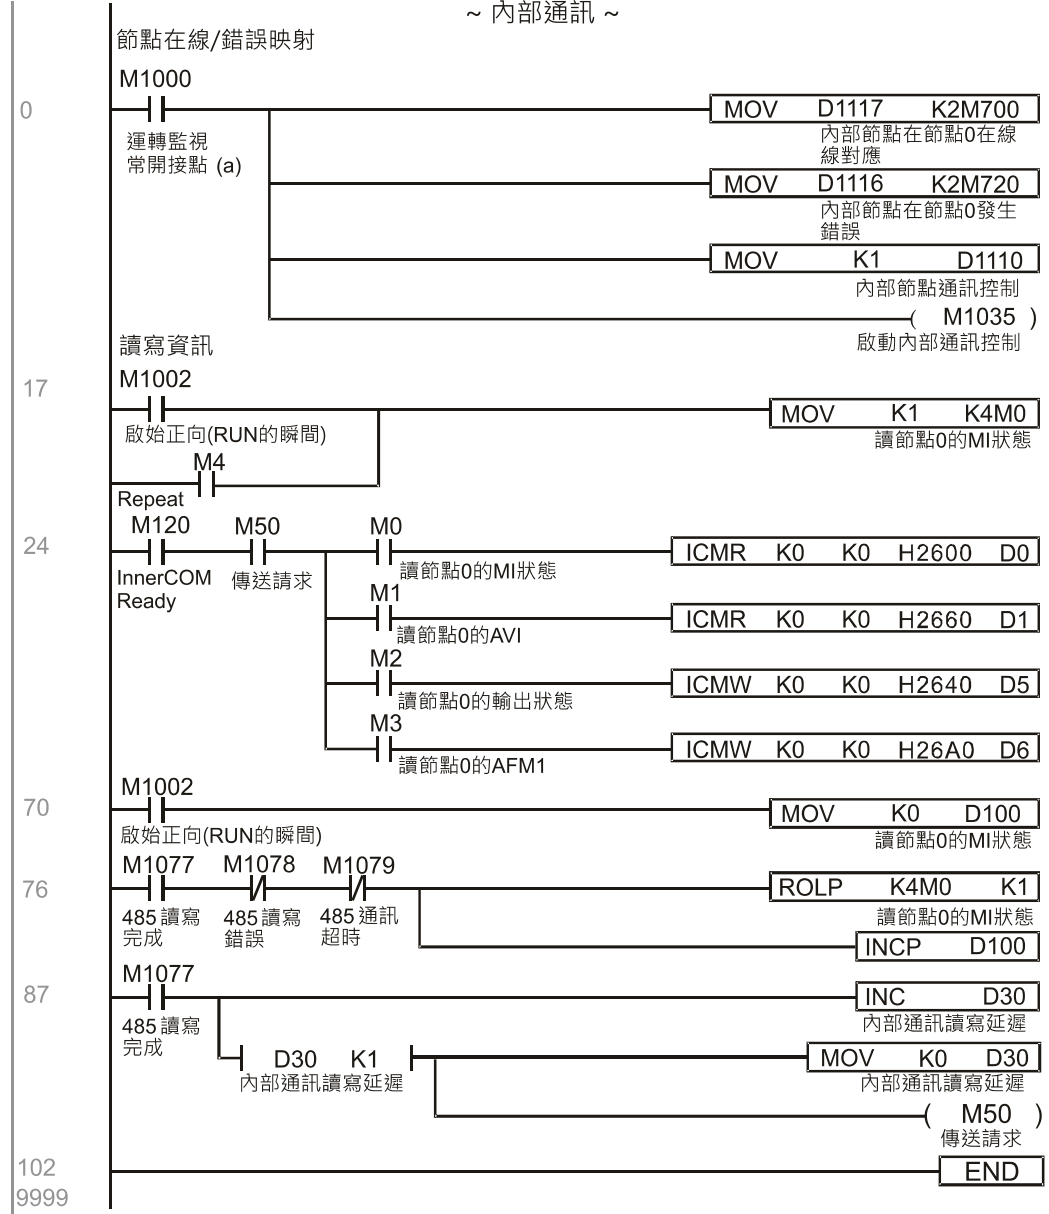 ~ 內部通訊 ~
節點在線/錯誤映射
M1000
0
MOV D1117 K2M700
運轉監視
常開接點 (a)
內部節點在節點0在線
線對應
MOV D1116 K2M720
內部節點在節點0發生
錯誤
MOV K1 D1110
內部節點通訊控制
( M1035 )
啟動內部通訊控制
讀寫資訊
17
M1002
MOV K1 K4M0
啟始正向(RUN的瞬間)
讀節點0的MI狀態
M4
Repeat
24
M120 M50 M0
ICMR K0 K0 H2600 D0
InnerCOM
Ready
傳送請求
讀節點0的MI狀態
M1
ICMR K0 K0 H2660 D1
讀節點0的AVI
M2
ICMW K0 K0 H2640 D5
讀節點0的輸出狀態
M3
ICMW K0 K0 H26A0 D6
讀節點0的AFM1
M1002
70
MOV K0 D100
啟始正向(RUN的瞬間)
讀節點0的MI狀態
M1077 M1078 M1079
76
ROLP K4M0 K1
485讀寫
完成
485讀寫
錯誤
485通訊
超時
讀節點0的MI狀態
INCP D100
M1077
87
INC D30
485讀寫
完成
內部通訊讀寫延遲
D30 K1
MOV K0 D30
內部通訊讀寫延遲
內部通訊讀寫延遲
( M50 )
傳送請求
102
END
9999